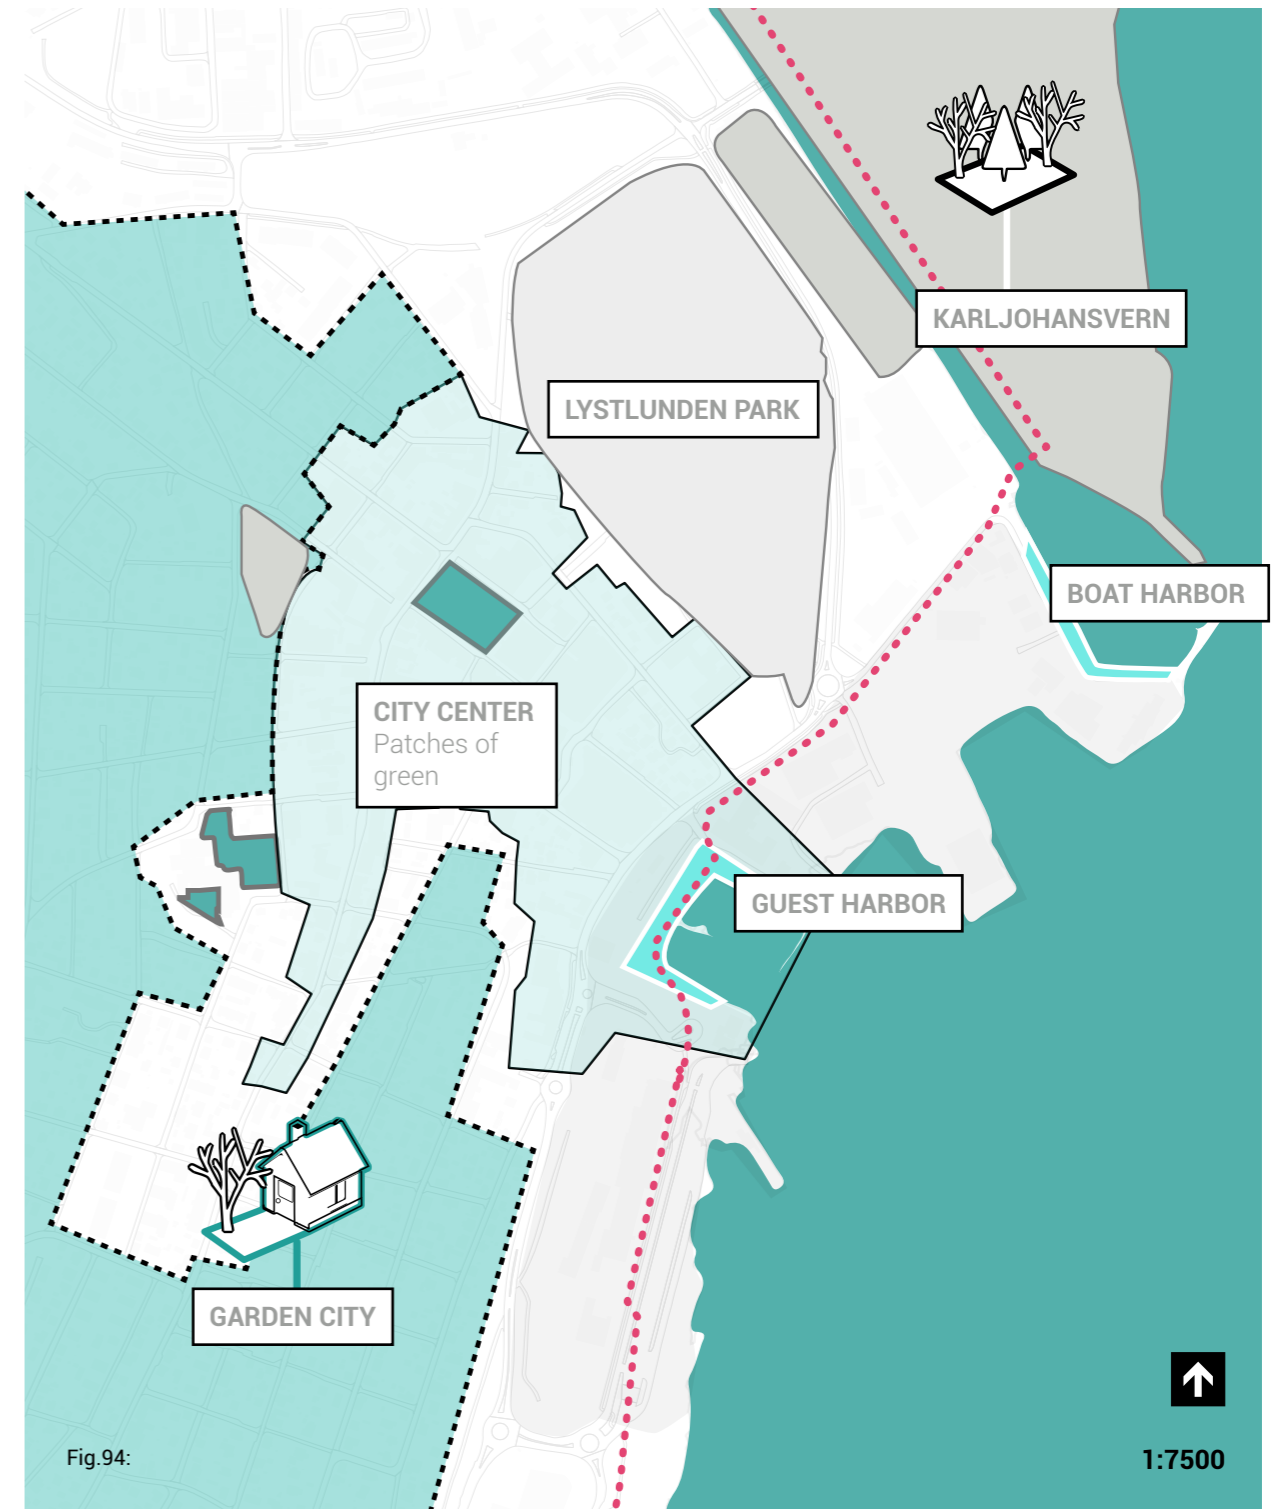 KARLJOHANSVERN
LYSTLUNDEN PARK
BOAT HARBOR
CITY CENTER
Patches of
green
GUEST HARBOR
GARDEN CITY
Fig.94:
1:7500